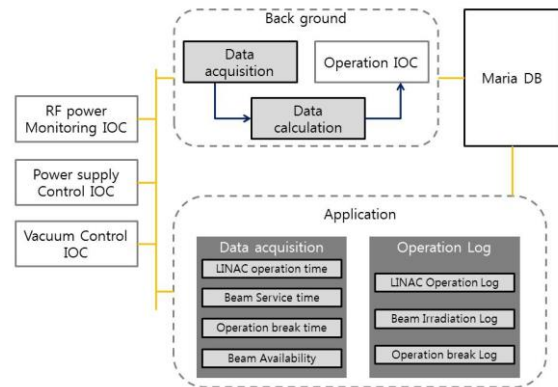 Back ground
Data
acquisition
Operation IOC
Data
calculation
Maria DB
RF power
Monitoring IOC
Power supply
Control IOC
Vacuum Control
IOC
Application
Data acquisition
LINAC operation time
Beam Service time
Operation break time
Beam Availability
Operation Log
LINAC Operation Log
Beam Irradiation Log
Operation break Log